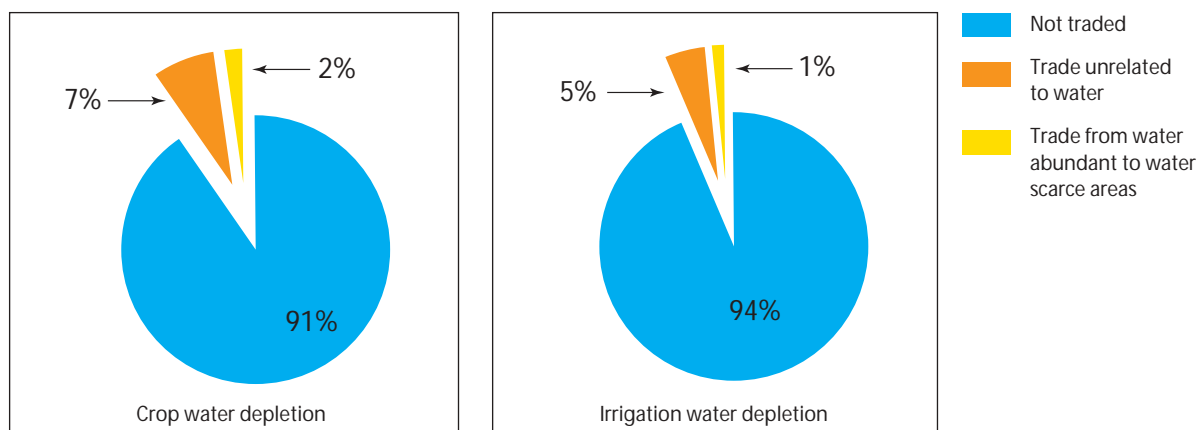 2%
7%
91%
Crop water depletion
1%
5%
94%
Irrigation water depletion
Not traded
Trade unrelated
to water
Trade from water
abundant to water
scarce areas